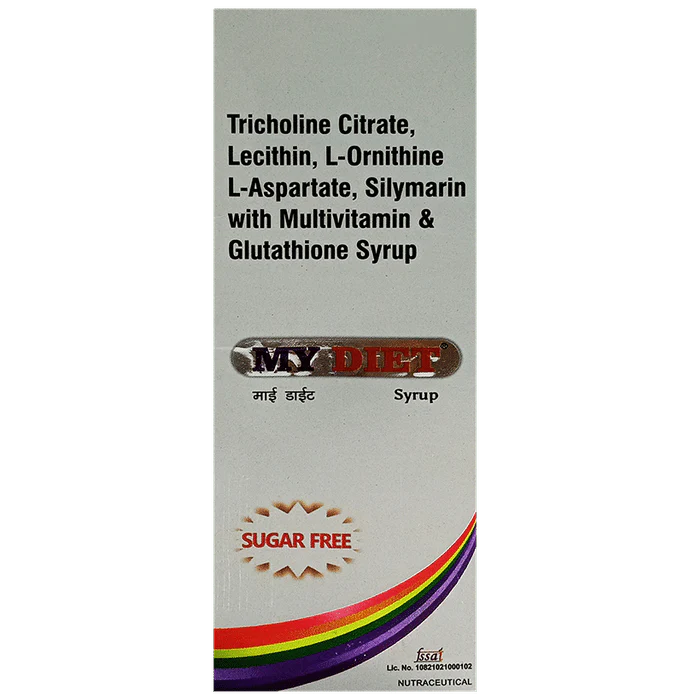 Tricholine Citrate,
Lecithin, L-Ornithine
L-Aspartate, Silymarin
with Multivitamin &
Glutathione Syrup
MY DIET®
माई डाईट Syrup
SUGAR FREE
fssai
Lic. No. 10821021000102
NUTRACEUTICAL